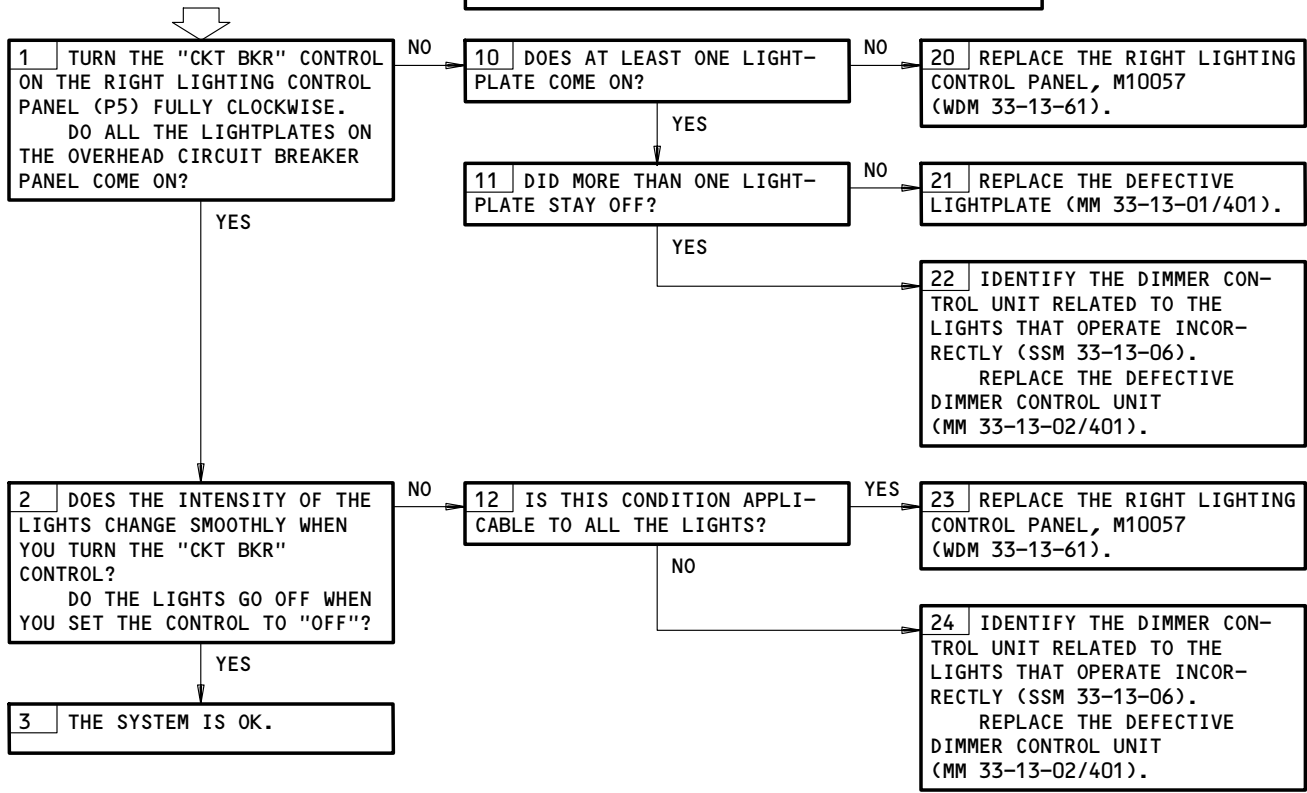 1 TURN THE "CKT BKR" CONTROL
ON THE RIGHT LIGHTING CONTROL
PANEL (P5) FULLY CLOCKWISE.
DO ALL THE LIGHTPLATES ON
THE OVERHEAD CIRCUIT BREAKER
PANEL COME ON?
NO
10 DOES AT LEAST ONE LIGHT-
PLATE COME ON?
NO
20 REPLACE THE RIGHT LIGHTING
CONTROL PANEL, M10057
(WDM 33-13-61).
YES
11 DID MORE THAN ONE LIGHT-
PLATE STAY OFF?
NO
21 REPLACE THE DEFECTIVE
LIGHTPLATE (MM 33-13-01/401).
YES
YES
22 IDENTIFY THE DIMMER CON-
TROL UNIT RELATED TO THE
LIGHTS THAT OPERATE INCOR-
RECTLY (SSM 33-13-06).
REPLACE THE DEFECTIVE
DIMMER CONTROL UNIT
(MM 33-13-02/401).
2 DOES THE INTENSITY OF THE
LIGHTS CHANGE SMOOTHLY WHEN
YOU TURN THE "CKT BKR"
CONTROL?
DO THE LIGHTS GO OFF WHEN
YOU SET THE CONTROL TO "OFF"?
NO
12 IS THIS CONDITION APPLI-
CABLE TO ALL THE LIGHTS?
YES
23 REPLACE THE RIGHT LIGHTING
CONTROL PANEL, M10057
(WDM 33-13-61).
NO
24 IDENTIFY THE DIMMER CON-
TROL UNIT RELATED TO THE
LIGHTS THAT OPERATE INCOR-
RECTLY (SSM 33-13-06).
REPLACE THE DEFECTIVE
DIMMER CONTROL UNIT
(MM 33-13-02/401).
YES
3 THE SYSTEM IS OK.